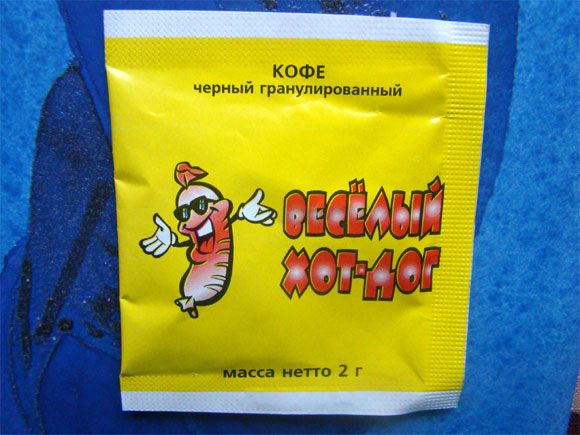 КОФЕ
черный гранулированный
ВЕСЁЛЫЙ
ХОТ-ДОГ
масса нетто 2 г